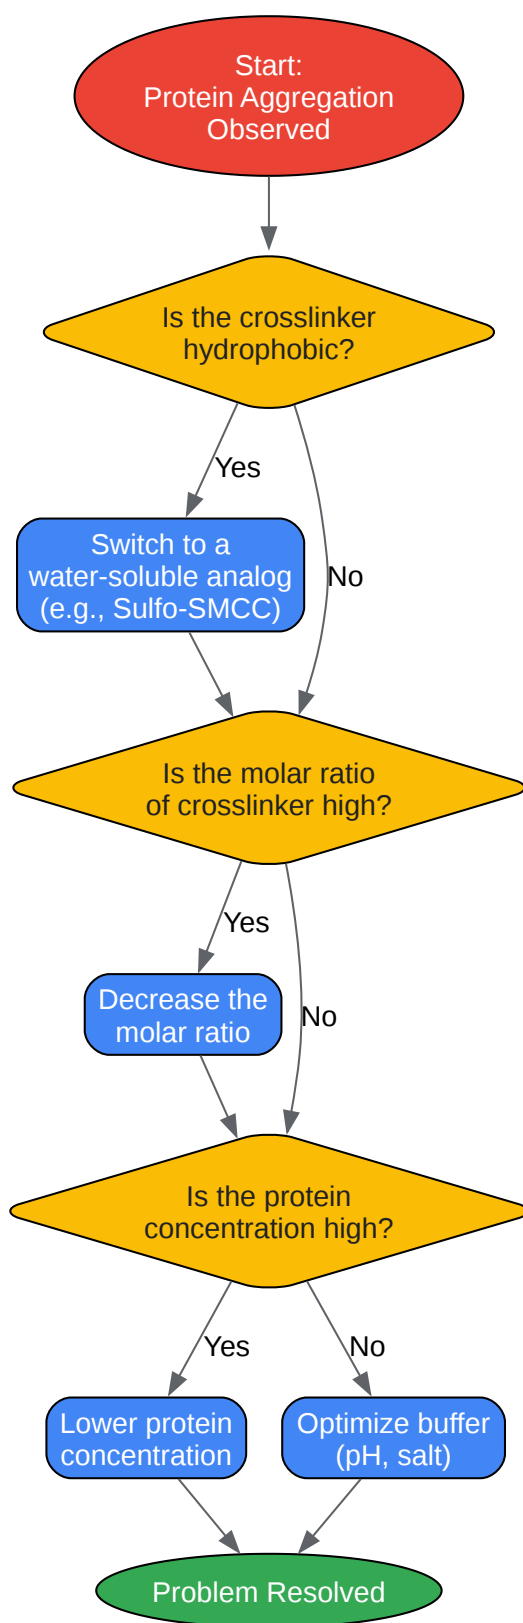 Start:
Protein Aggregation
Observed
Is the crosslinker
hydrophobic?
Yes
Switch to a
water-soluble analog
(e.g., Sulfo-SMCC)
No
Is the molar ratio
of crosslinker high?
Yes
Decrease the
molar ratio
No
Is the protein
concentration high?
Yes
No
Lower protein
concentration
Optimize buffer
(pH, salt)
Problem Resolved